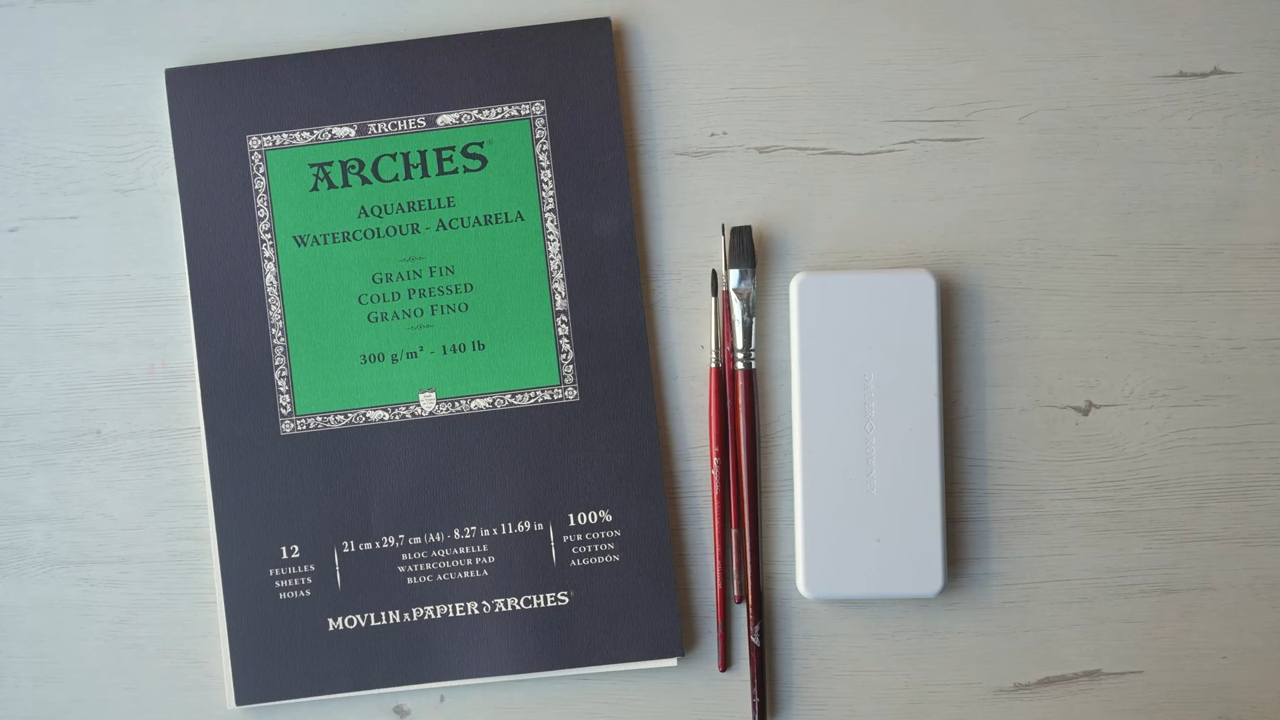 ARCHES
ARCHES®
AQUARELLE
WATERCOLOUR - ACUARELA
GRAIN FIN
COLD PRESSED
GRANO FINO
300 g/m² - 140 lb
12
FEUILLES
SHEETS
HOJAS
21 cm x 29,7 cm (A4) - 8.27 in x 11.69 in
BLOC AQUARELLE
WATERCOLOUR PAD
BLOC ACUARELA
100%
PUR COTON
COTTON
ALGODÓN
MOVLIN A PAPIER D'ARCHES®